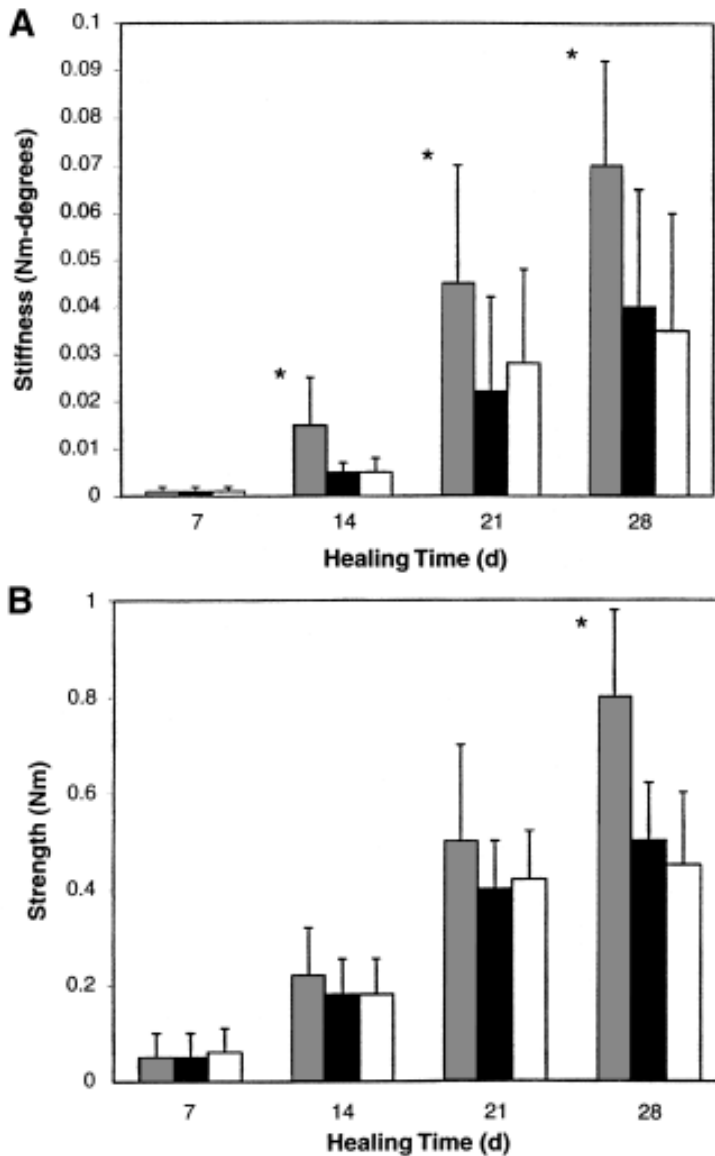 A
0.1
0.09
0.08
0.07
0.06
0.05
0.04
0.03
0.02
0.01
0
Stiffness (Nm-degrees)
*
*
*
7 14 21 28
Healing Time (d)
B
1
0.8
0.6
0.4
0.2
0
Strength (Nm)
*
7 14 21 28
Healing Time (d)